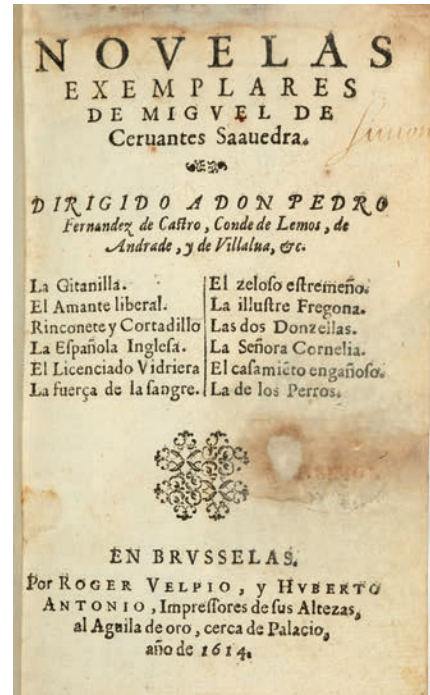 NOVELAS
EXEMPLARES
DE MIGVEL DE
Ceruantes Saauedra.
Simon
DIRIGIDO A DON PEDRO
Fernandez de Caſtro, Conde de Lemos, de
Andrade, y de Villalua, &c.
La Gitanilla.
El Amante liberal.
Rinconete y Cortadillo
La Eſpañola Ingleſa.
El Licenciado Vidriera
La fuerça de la ſangre.
El zeloſo eſtremeño.
La illuſtre Fregona.
Las dos Donzellas.
La Señora Cornelia.
El caſamiẽto engañoſo.
La de los Perros.
EN BRVSSELAS.
Por ROGER VELPIO, y HVBERTO
ANTONIO, Impreſſores de ſus Altezas,
al Aguila de oro, cerca de Palacio,
año de 1614.